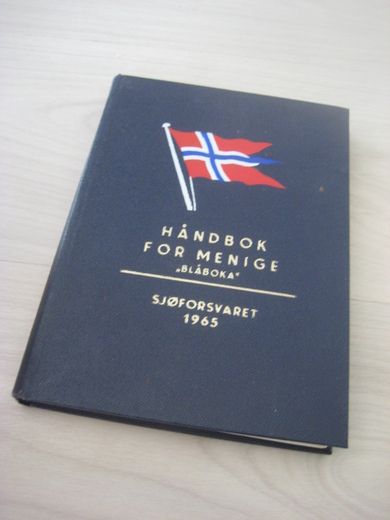 HÅNDBOK
FOR MENIGE
„BLÅBOKA"
SJØFORSVARET
1965